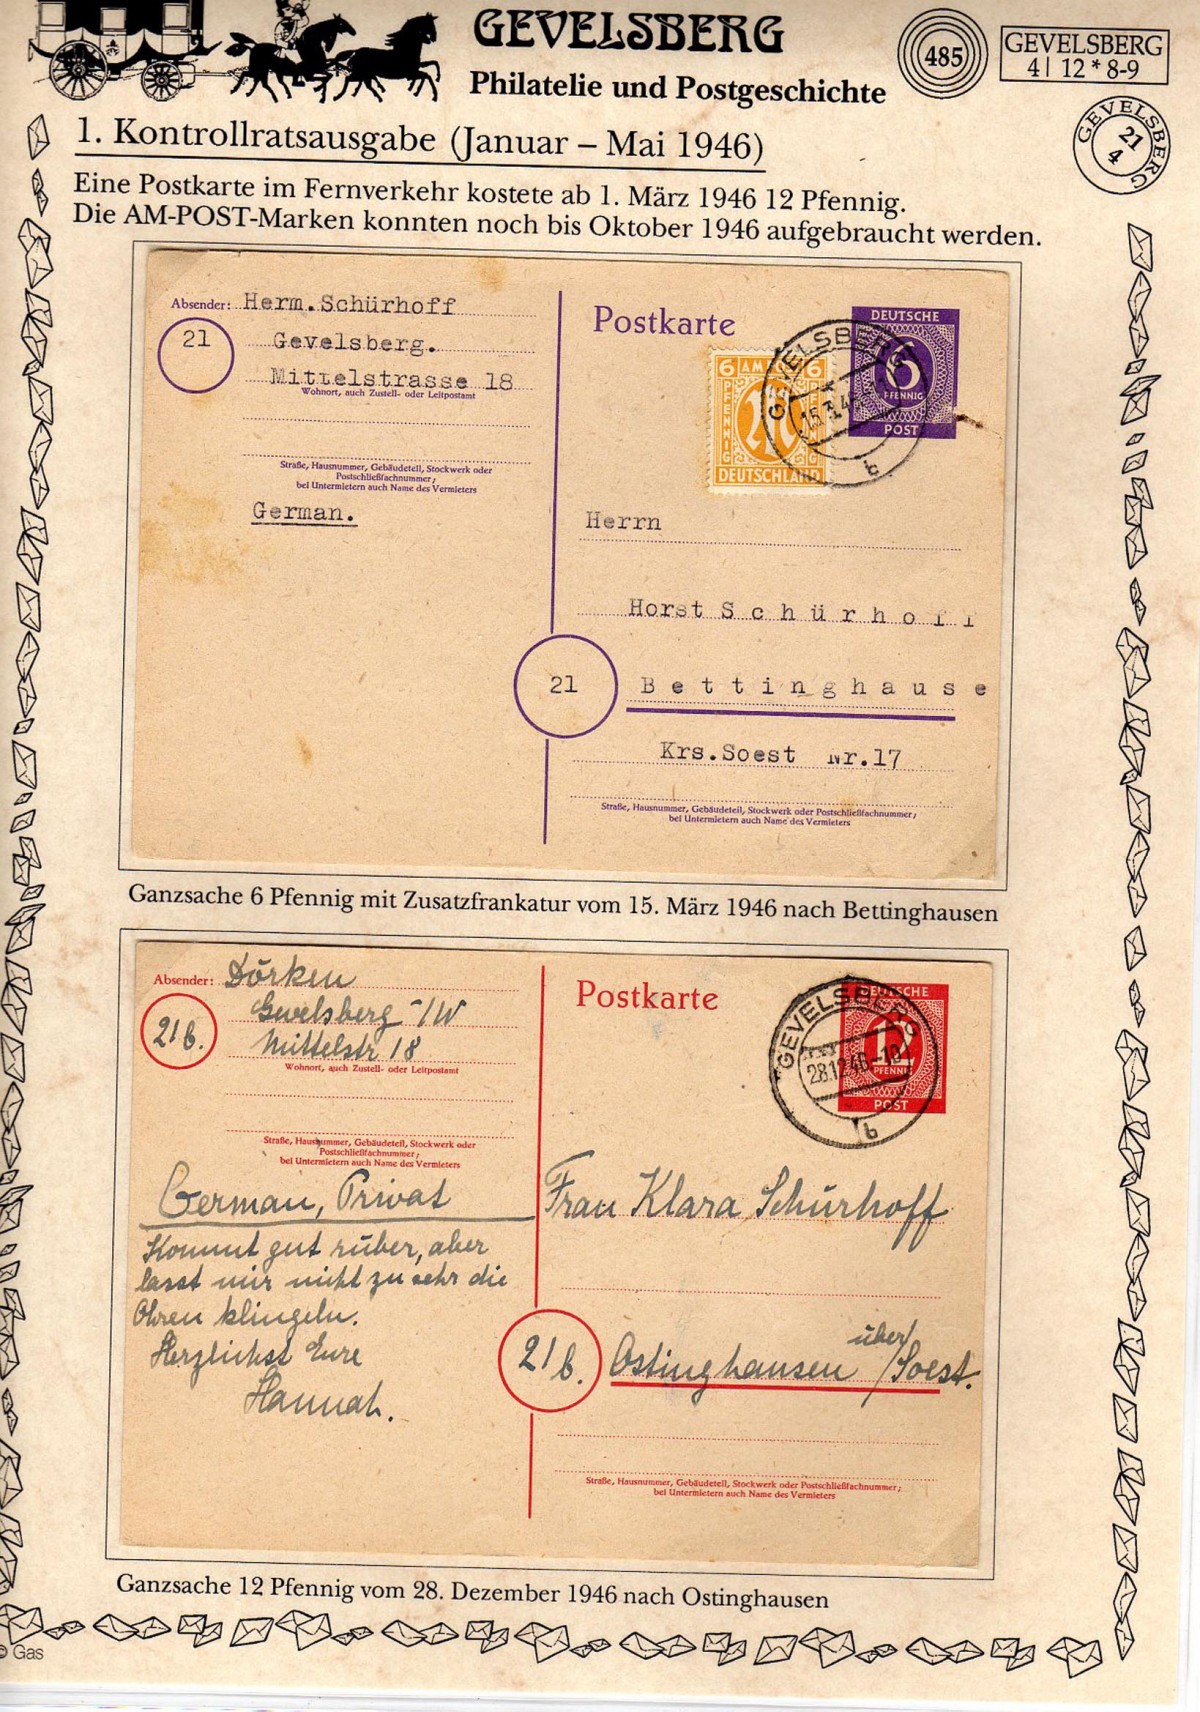 GEVELSBERG
Philatelie und Postgeschichte
485
GEVELSBERG
4| 12 * 8-9
GEVELSBERG
21
4
1. Kontrollratsausgabe (Januar – Mai 1946)
Eine Postkarte im Fernverkehr kostete ab 1. März 1946 12 Pfennig.
Die AM-POST-Marken konnten noch bis Oktober 1946 aufgebraucht werden.
Absender: Herm.Schürhoff
21
Gevelsberg.
Mittelstrasse 18
Wohnort, auch Zustell- oder Leitpostamt
Straße, Hausnummer, Gebäudeteil, Stockwerk oder
Postschließfachnummer;
bei Untermietern auch Name des Vermieters
German.
Postkarte
6 AM 6
PFENNIG
PFENNIG
DEUTSCHLAND
GEVELSBERG
15.3.46
b
DEUTSCHE
6
PFENNIG
POST
Herrn
Horst Schürhoff
21
Bettinghause
Krs.Soest Nr.17
Straße, Hausnummer, Gebäudeteil, Stockwerk oder Postschließfachnummer;
bei Untermietern auch Name des Vermieters
Ganzsache 6 Pfennig mit Zusatzfrankatur vom 15. März 1946 nach Bettinghausen
Absender: Dörken
21b.
Gevelsberg -/W
Mittelstr 18
Wohnort, auch Zustell- oder Leitpostamt
Straße, Hausnummer, Gebäudeteil, Stockwerk oder
Postschließfachnummer;
bei Untermietern auch Name des Vermieters
German, Privat
Kommt gut rüber, aber
lasst mir nicht zu sehr die
Ohren klingeln.
Herzlichst Eure
Hannah.
Postkarte
GEVELSBERG
28.12.46-10
b
DEUTSCHE
12
PFENNIG
POST
Frau Klara Schürhoff
21b.
Ostinghausen über/Soest.
Straße, Hausnummer, Gebäudeteil, Stockwerk oder Postschließfachnummer;
bei Untermietern auch Name des Vermieters
Ganzsache 12 Pfennig vom 28. Dezember 1946 nach Ostinghausen
© Gas